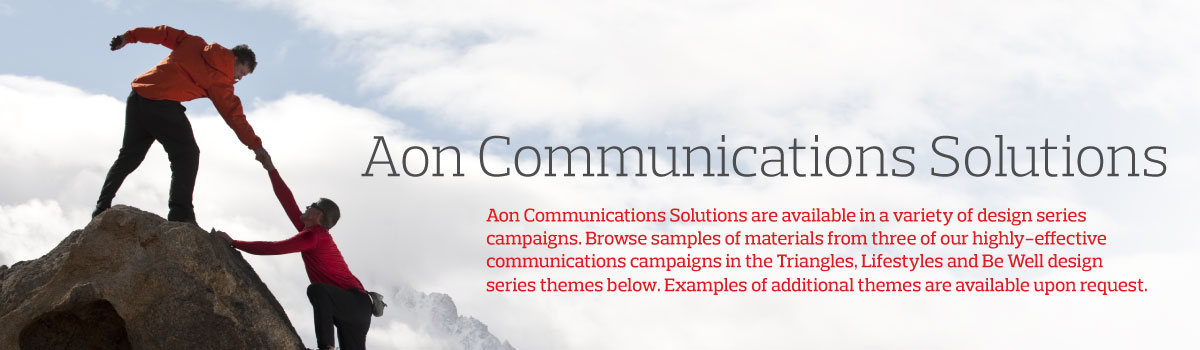 Aon Communications Solutions
Aon Communications Solutions are available in a variety of design series
campaigns. Browse samples of materials from three of our highly-effective
communications campaigns in the Triangles, Lifestyles and Be Well design
series themes below. Examples of additional themes are available upon request.